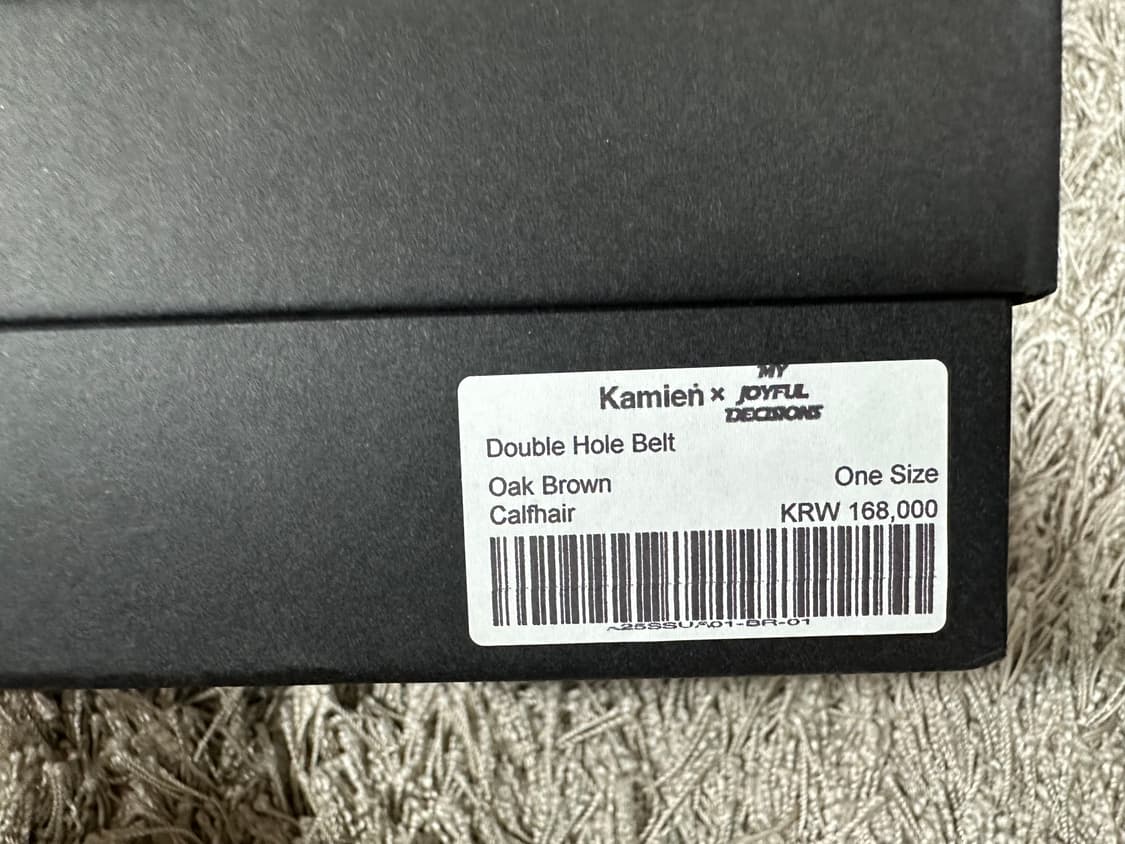 Kamień × MY JOYFUL DECISIONS
Double Hole Belt
Oak Brown
One Size
Calfhair
KRW 168,000